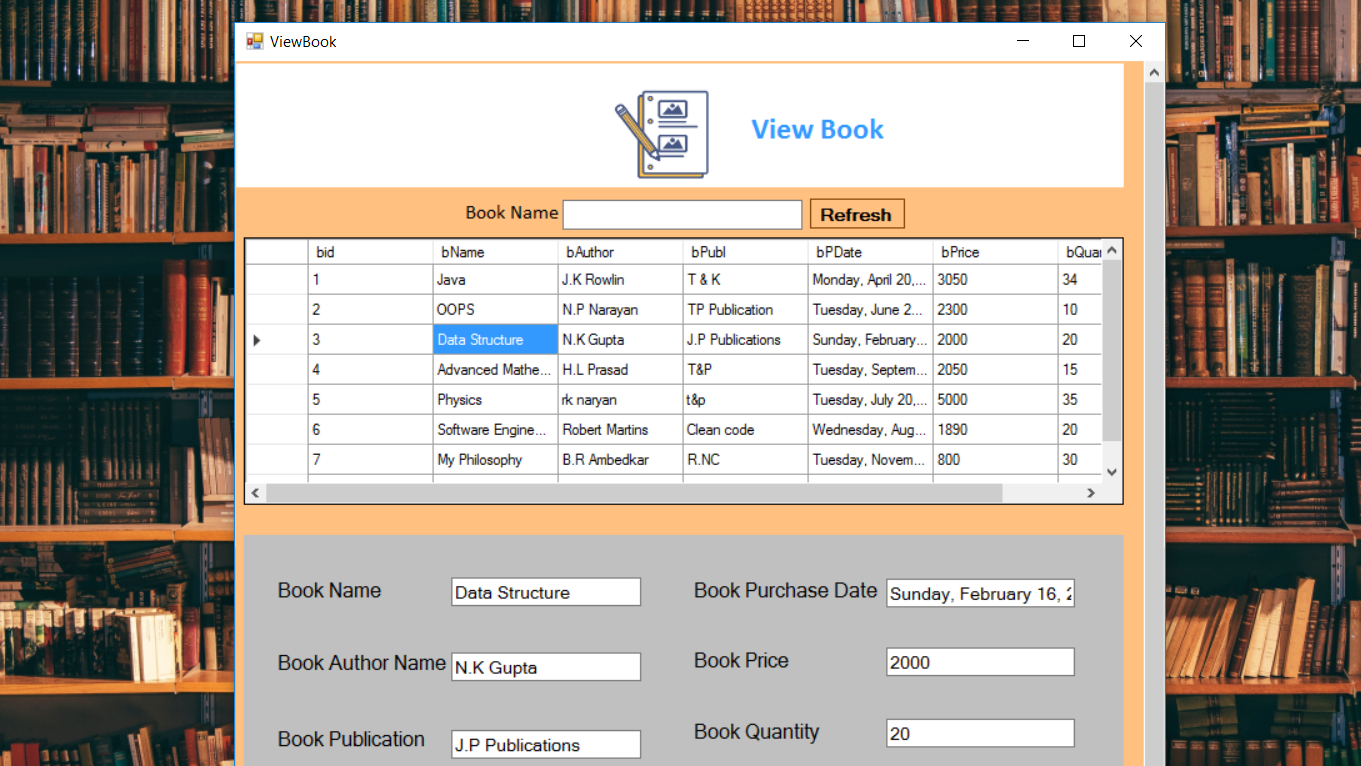 ViewBook
View Book
Book Name Refresh
bid bName bAuthor bPubl bPDate bPrice bQuar
1 Java J.K Rowlin T & K Monday, April 20,... 3050 34
2 OOPS N.P Narayan TP Publication Tuesday, June 2... 2300 10
3 Data Structure N.K Gupta J.P Publications Sunday, February... 2000 20
4 Advanced Mathe... H.L Prasad T&P Tuesday, Septem... 2050 15
5 Physics rk naryan t&p Tuesday, July 20,... 5000 35
6 Software Engine... Robert Martins Clean code Wednesday, Aug... 1890 20
7 My Philosophy B.R Ambedkar R.NC Tuesday, Novem... 800 30
Book Name Data Structure Book Purchase Date Sunday, February 16, 2
Book Author Name N.K Gupta Book Price 2000
Book Publication J.P Publications Book Quantity 20